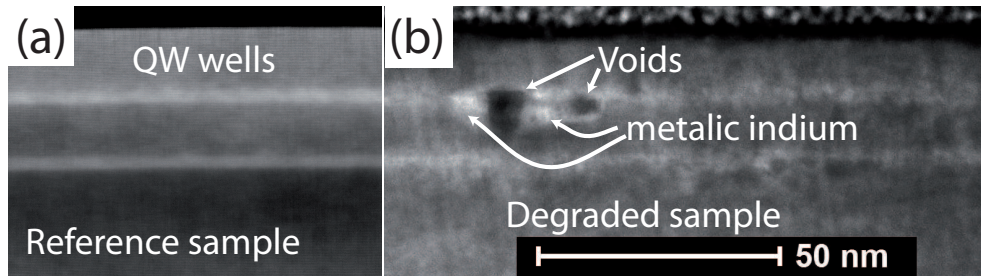 (a)
QW wells
Reference sample
(b)
Voids
metalic indium
Degraded sample
50 nm